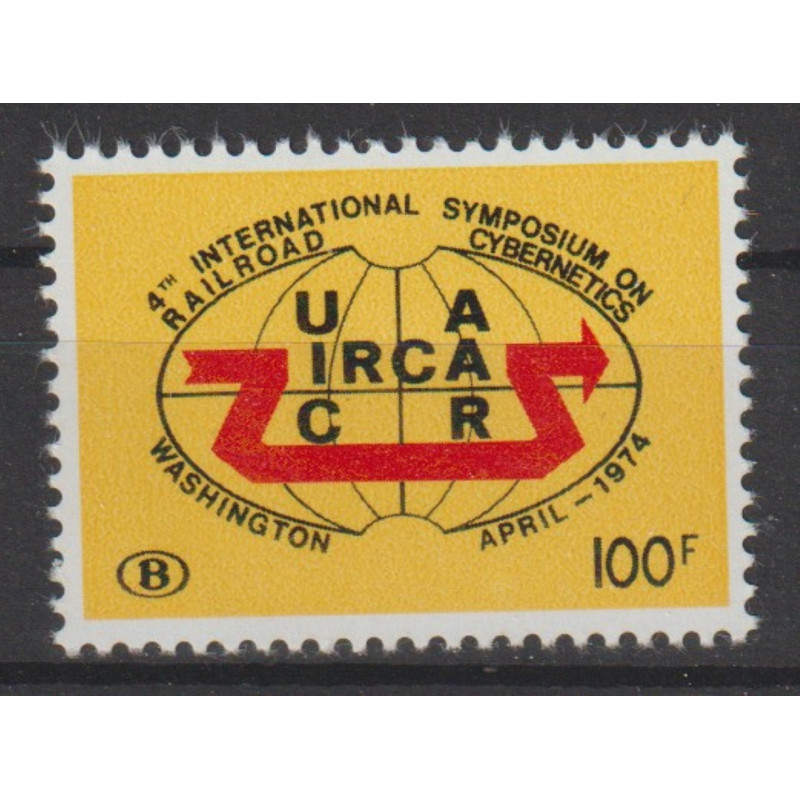 4TH INTERNATIONAL SYMPOSIUM ON
RAILROAD CYBERNETICS
U A
IRCA A
C R
WASHINGTON APRIL - 1974
B
100F